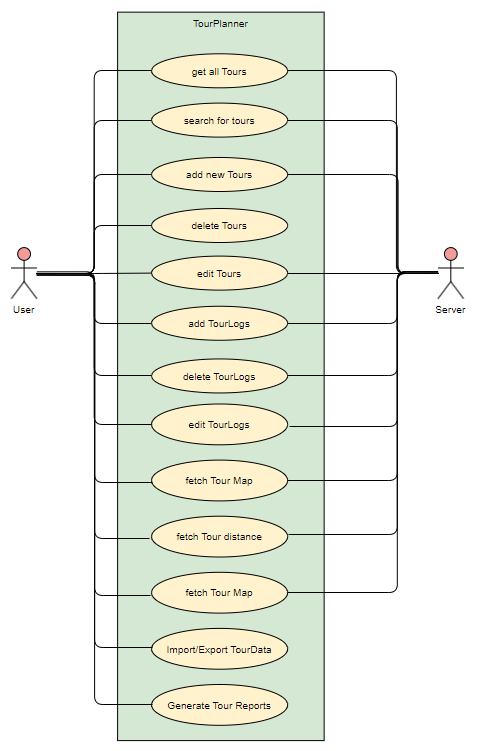 TourPlanner
get all Tours
search for tours
add new Tours
delete Tours
edit Tours
User
Server
add TourLogs
delete TourLogs
edit TourLogs
fetch Tour Map
fetch Tour distance
fetch Tour Map
Import/Export TourData
Generate Tour Reports